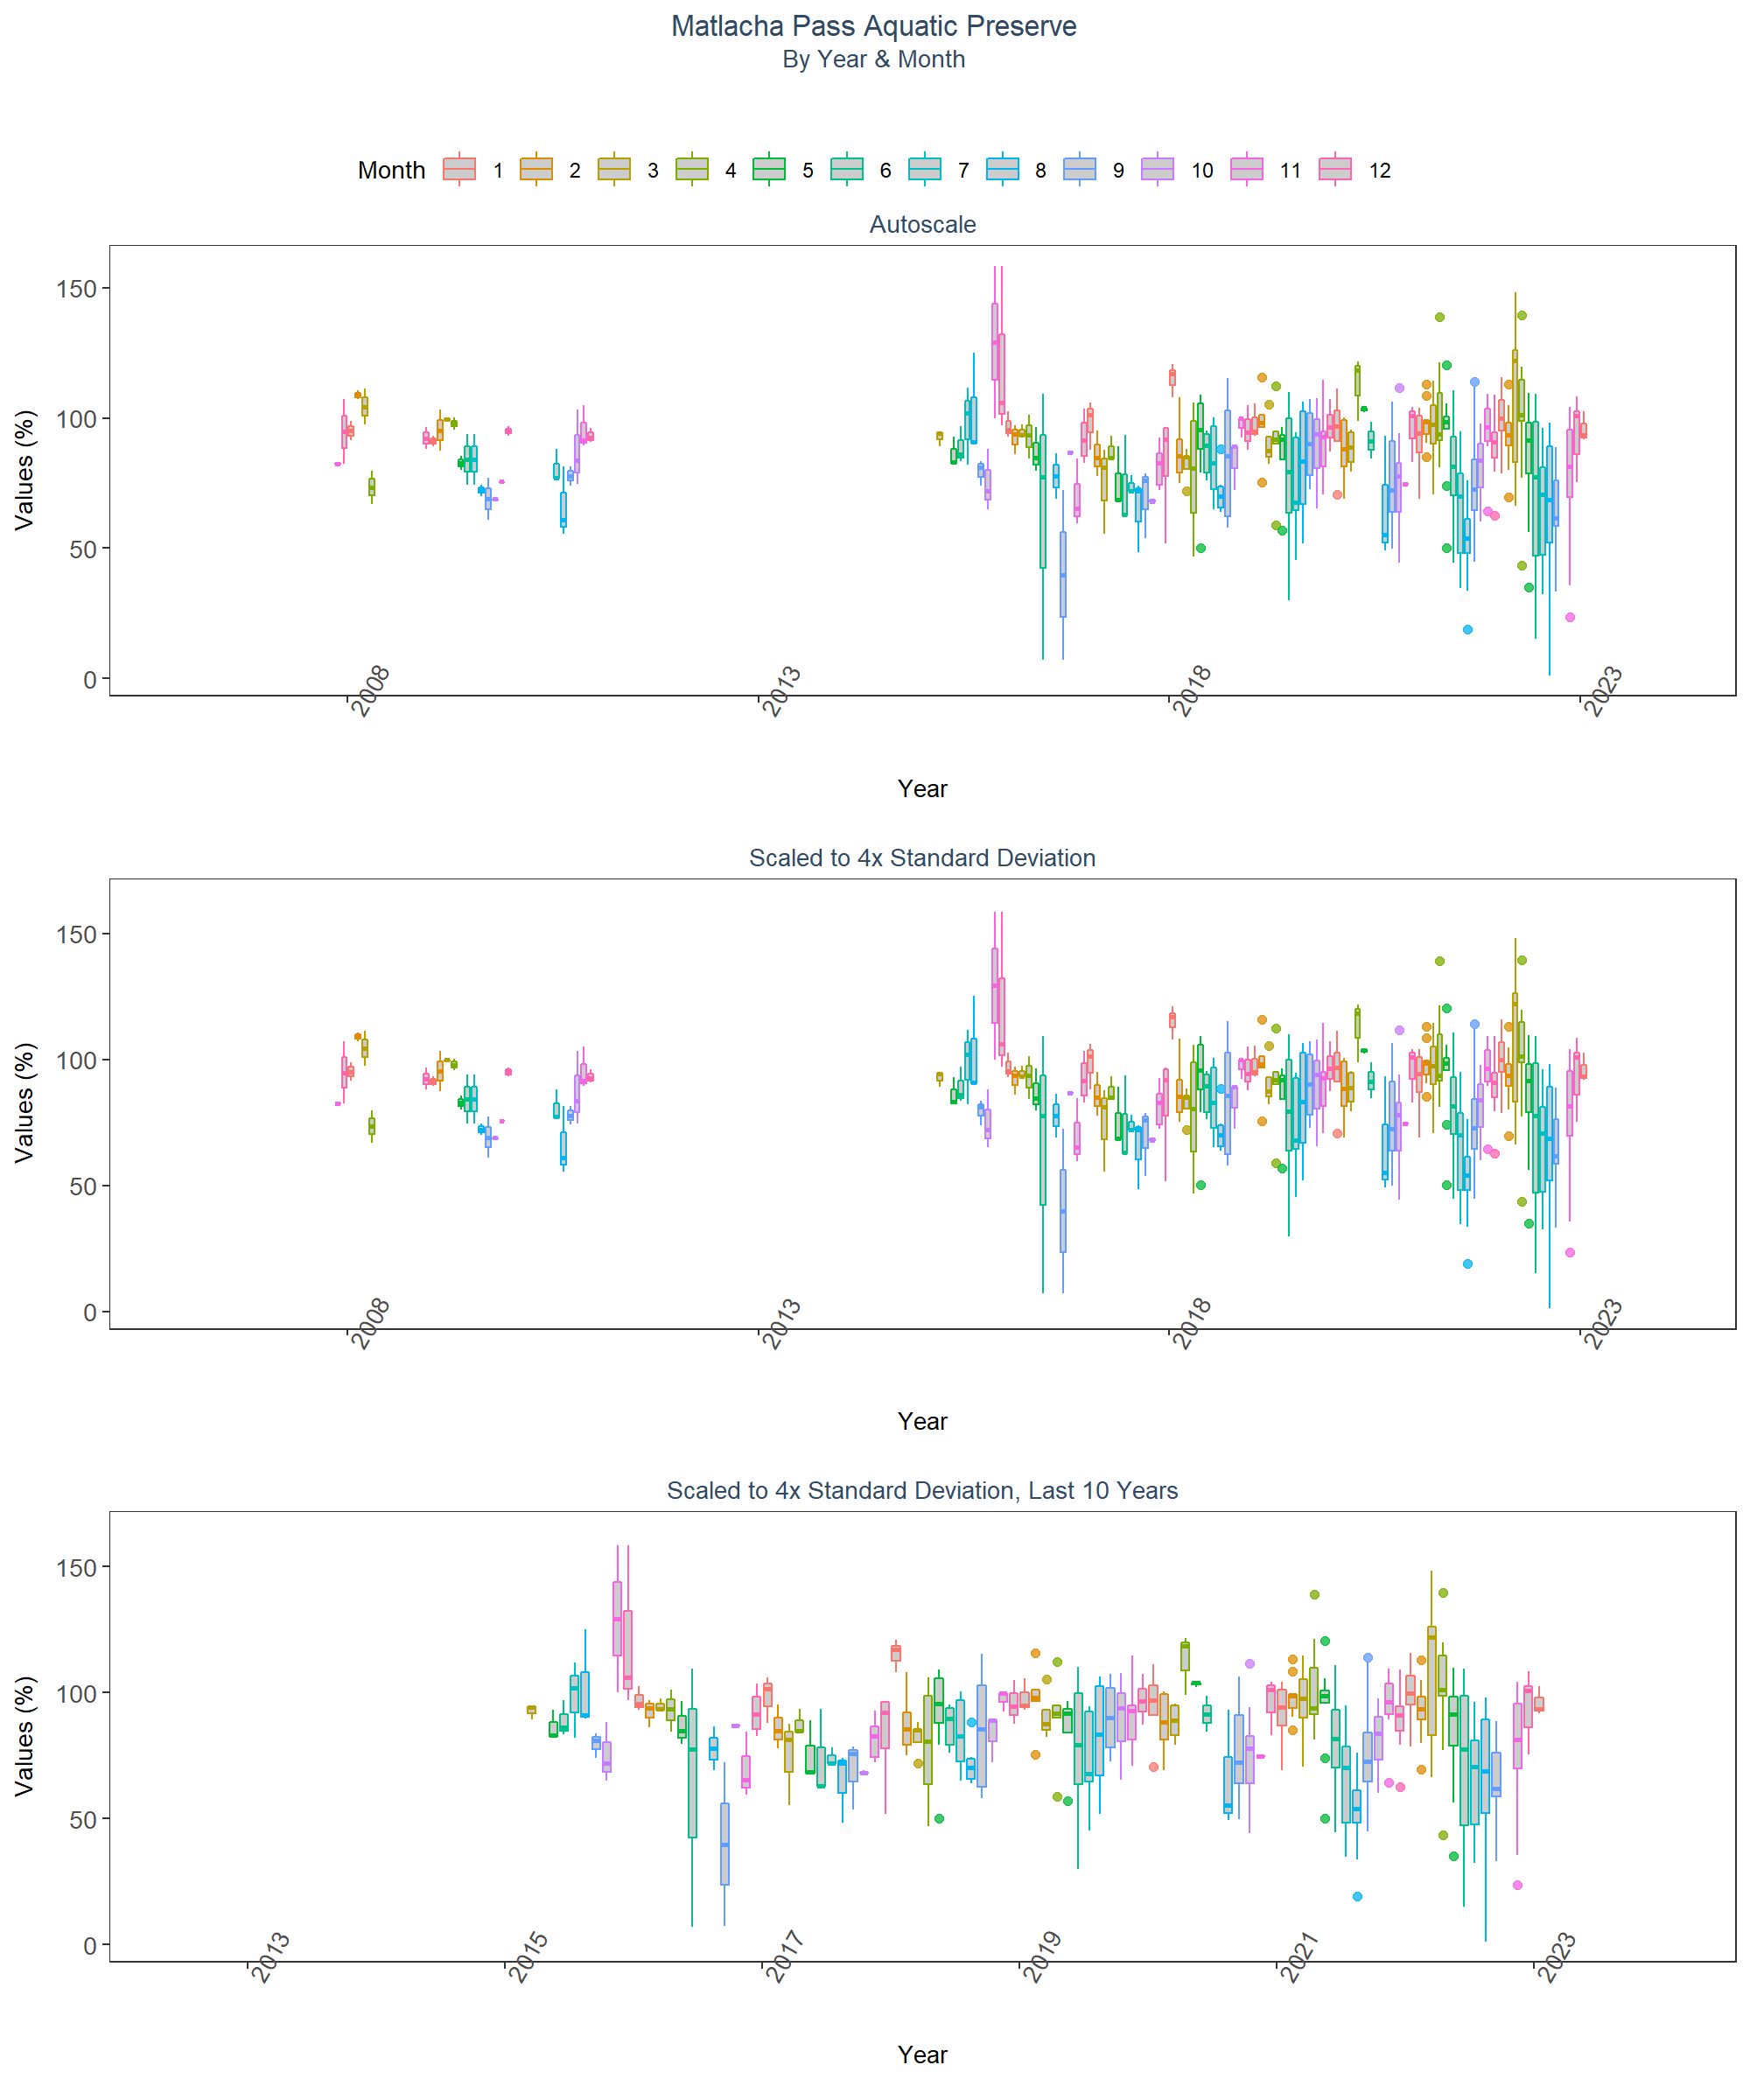 Matlacha Pass Aquatic Preserve
By Year & Month
Month 1 2 3 4 5 6 7 8 9 10 11 12
Autoscale
Values (%)
150
100
50
0
2008 2013 2018 2023
Year
Scaled to 4x Standard Deviation
Values (%)
150
100
50
0
2008 2013 2018 2023
Year
Scaled to 4x Standard Deviation, Last 10 Years
Values (%)
150
100
50
0
2013 2015 2017 2019 2021 2023
Year